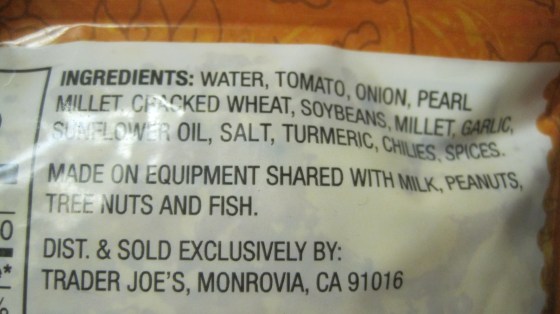 INGREDIENTS: WATER, TOMATO, ONION, PEARL
MILLET, CRACKED WHEAT, SOYBEANS, MILLET, GARLIC,
SUNFLOWER OIL, SALT, TURMERIC, CHILIES, SPICES.
MADE ON EQUIPMENT SHARED WITH MILK, PEANUTS,
TREE NUTS AND FISH.
DIST. & SOLD EXCLUSIVELY BY:
TRADER JOE'S, MONROVIA, CA 91016
0
*
%